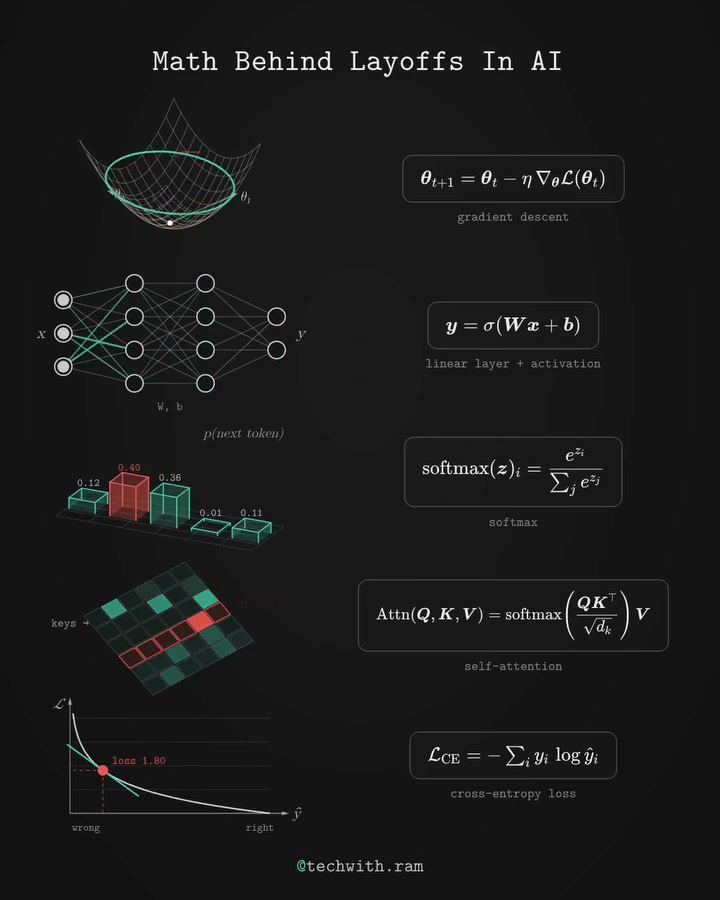 Math Behind Layoffs In AI
θ₁
θ_{t+1} = θ_t − η ∇_θ ℒ(θ_t)
gradient descent
x
y
W, b
y = σ(Wx + b)
linear layer + activation
p(next token)
0.12
0.40
0.36
0.01
0.11
softmax(z)_i = e^{z_i} / ∑_j e^{z_j}
softmax
keys →
Attn(Q, K, V) = softmax(QK^⊤ / √d_k) V
self-attention
ℒ
loss 1.80
ŷ
wrong
right
ℒ_CE = − ∑_i y_i log ŷ_i
cross-entropy loss
@techwith.ram